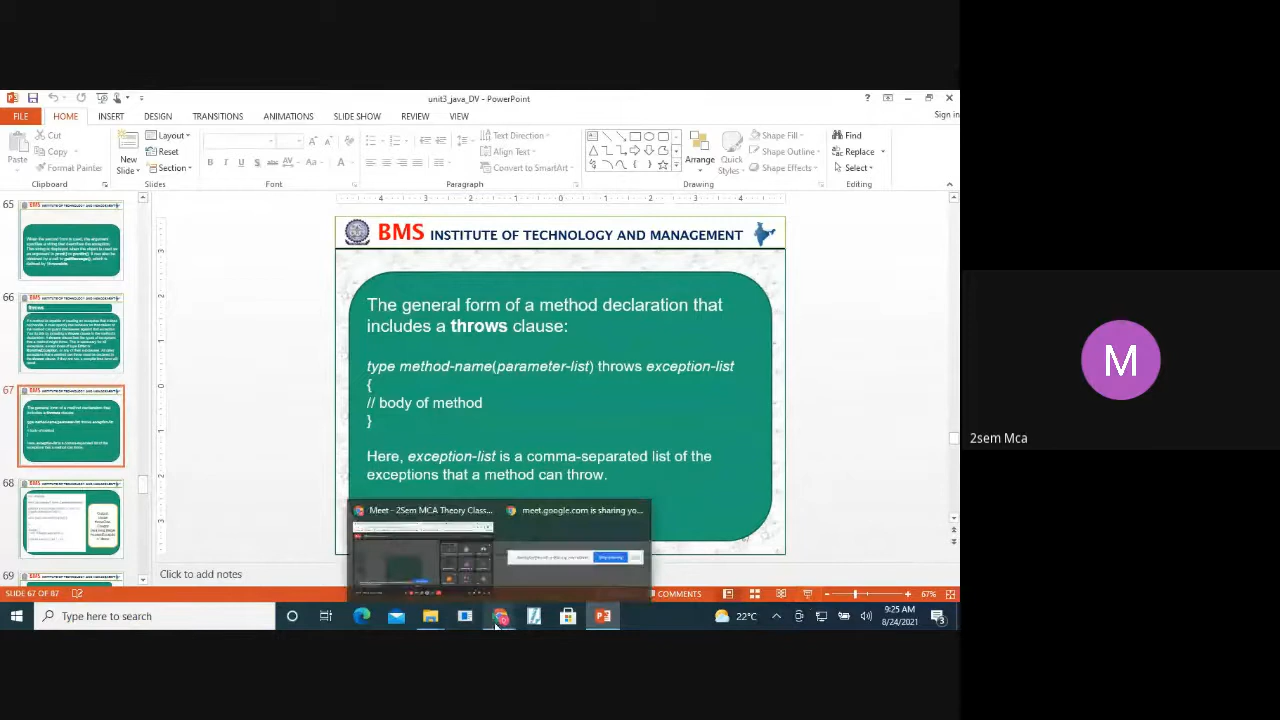 unit3_java_DV - PowerPoint
Sign in
FILE HOME INSERT DESIGN TRANSITIONS ANIMATIONS SLIDE SHOW REVIEW VIEW
Cut
Copy
Format Painter
Paste
Clipboard
New
Slide
Layout
Reset
Section
Slides
Font
Text Direction
Align Text
Convert to SmartArt
Paragraph
Arrange
Quick
Styles
Shape Fill
Shape Outline
Shape Effects
Drawing
Find
Replace
Select
Editing
65
66
67
68
69
BMS INSTITUTE OF TECHNOLOGY AND MANAGEMENT
The general form of a method declaration that
includes a throws clause:
type method-name(parameter-list) throws exception-list
{
// body of method
}
Here, exception-list is a comma-separated list of the
exceptions that a method can throw.
Meet - 2Sem MCA Theory Class...
meet.google.com is sharing yo...
Click to add notes
SLIDE 67 OF 87
COMMENTS
67%
Type here to search
22°C
9:25 AM
8/24/2021
3
M
2sem Mca